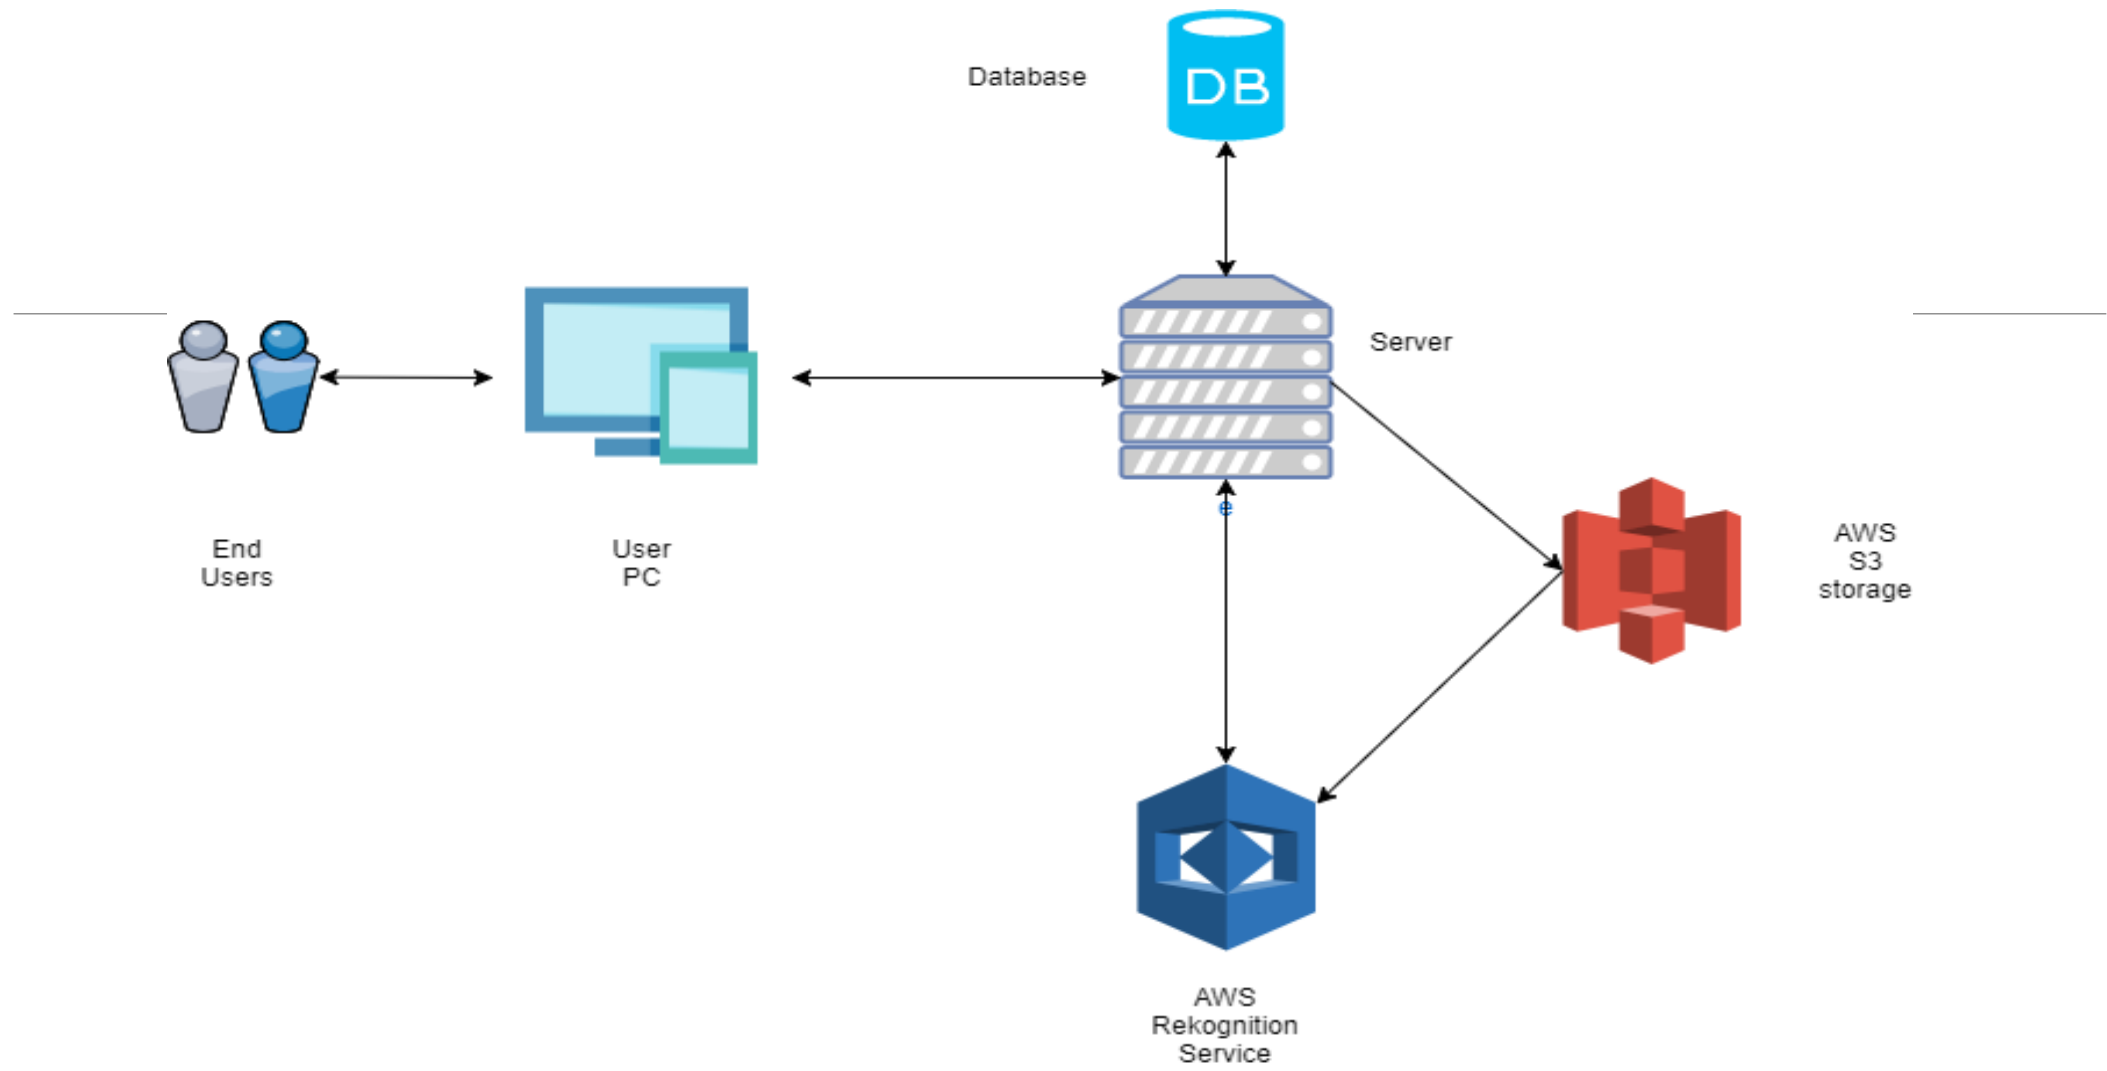 Database
DB
Server
e
End
Users
User
PC
AWS
S3
storage
AWS
Rekognition
Service